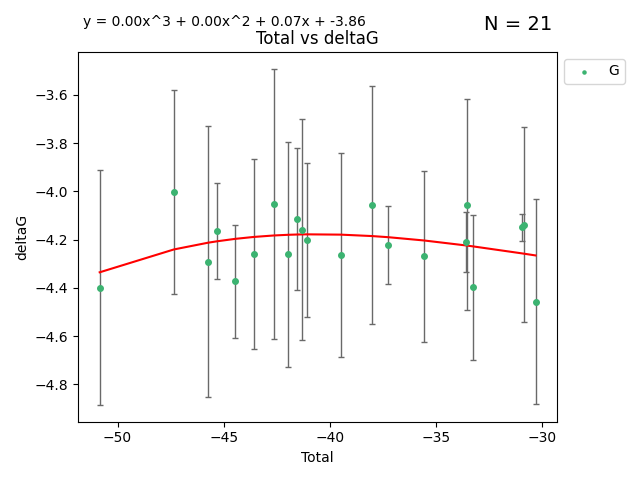 y = 0.00x^3 + 0.00x^2 + 0.07x + -3.86
N = 21
Total vs deltaG
G
−3.6
−3.8
−4.0
−4.2
−4.4
−4.6
−4.8
deltaG
−50
−45
−40
−35
−30
Total